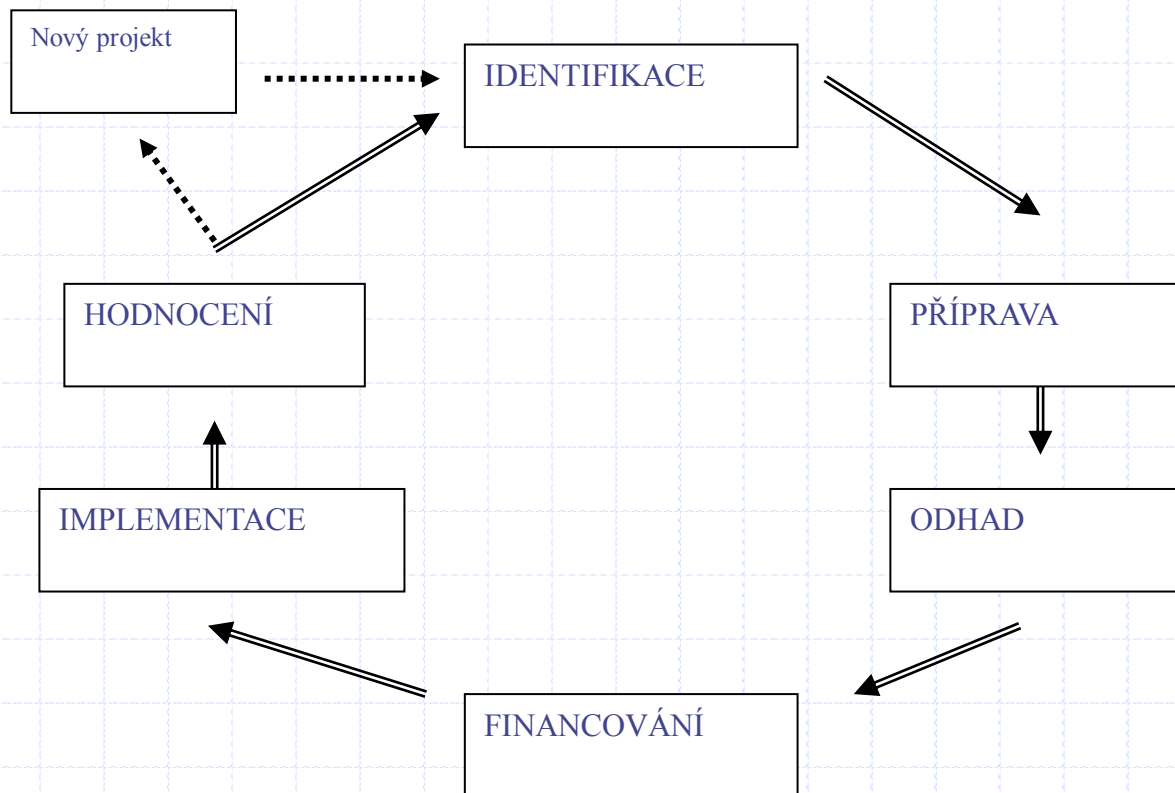 Nový projekt
IDENTIFIKACE
HODNOCENÍ
PŘÍPRAVA
IMPLEMENTACE
ODHAD
FINANCOVÁNÍ